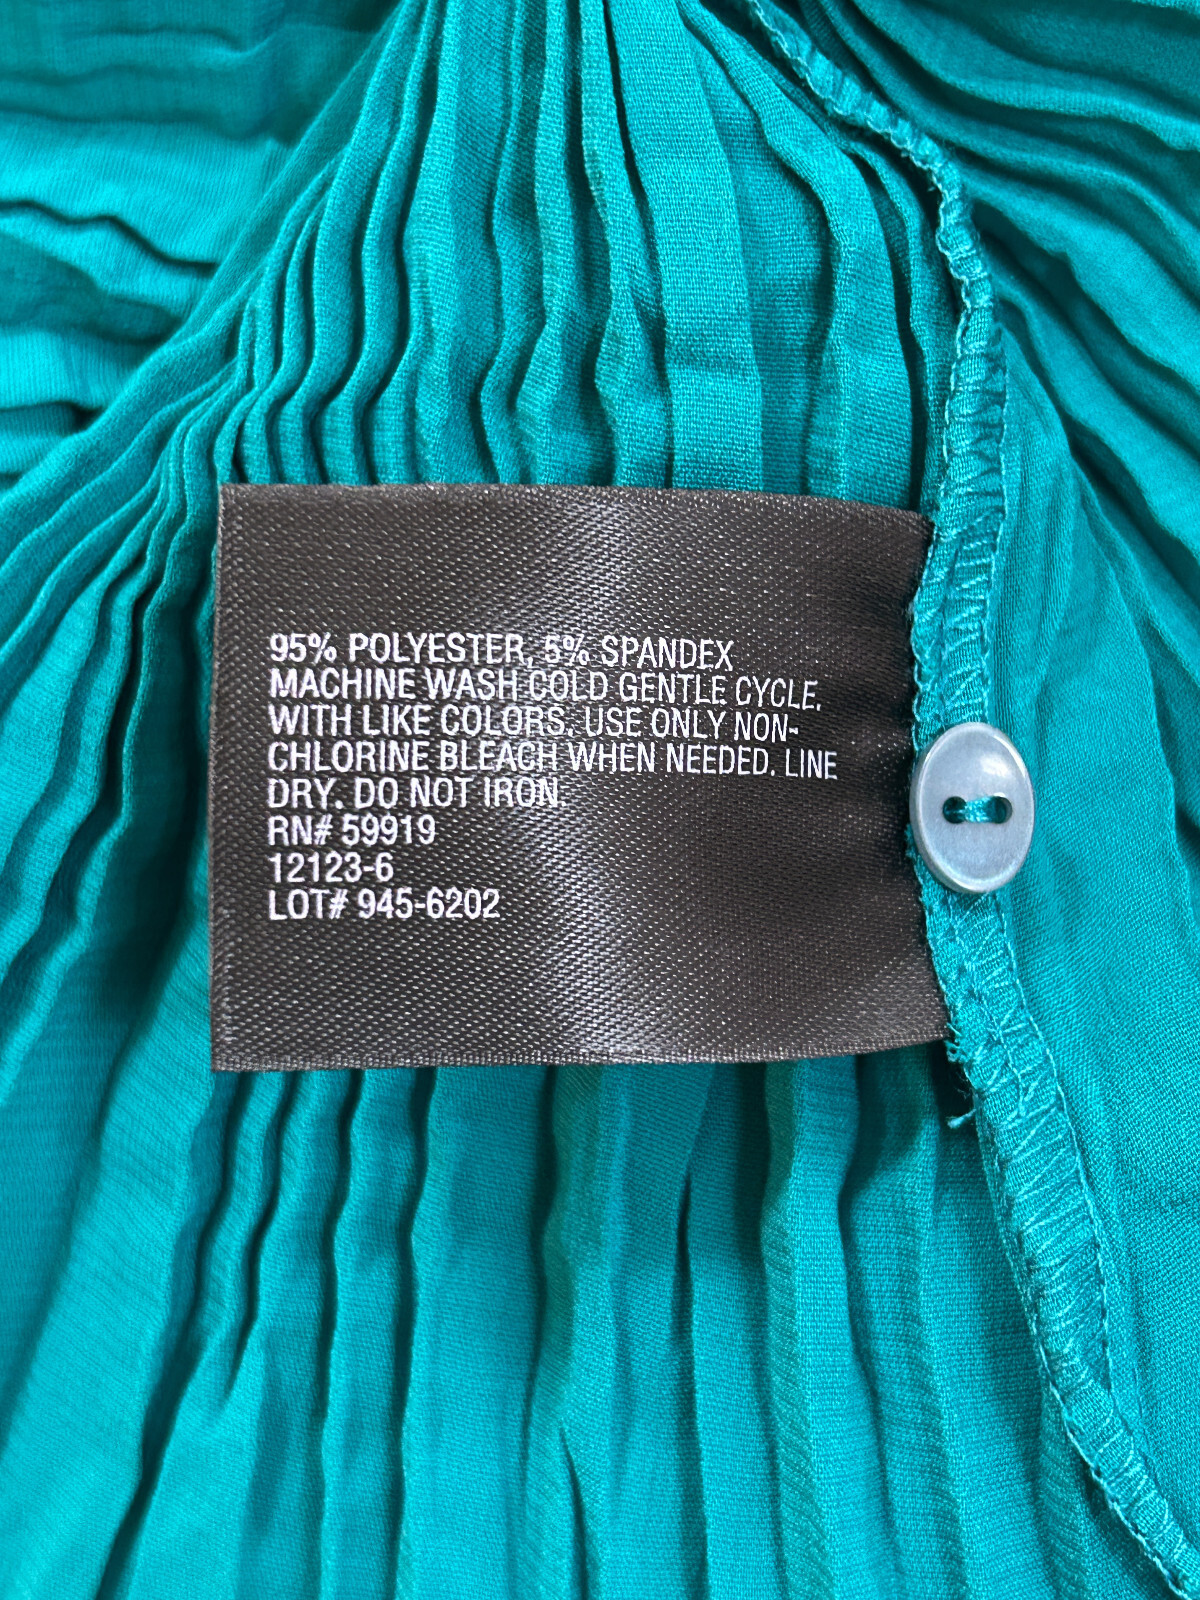 95% POLYESTER, 5% SPANDEX
MACHINE WASH COLD GENTLE CYCLE.
WITH LIKE COLORS. USE ONLY NON-
CHLORINE BLEACH WHEN NEEDED. LINE
DRY. DO NOT IRON.
RN# 59919
12123-6
LOT# 945-6202